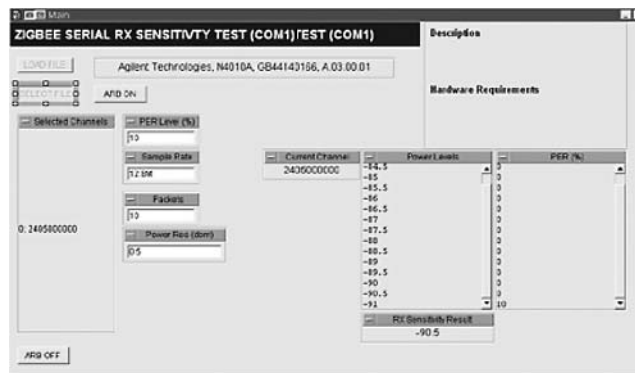 Main
ZIGBEE SERIAL RX SENSITIVTY TEST (COM1)TEST (COM1)
Description
LOAD FILE
Agilent Technologies, N4010A, GB44140166, A.03.00.01
SELECT FILE
ARB ON
Hardware Requirements
Selected Channels
PER Level (%)
10
Sample Rate
Current Channel
Power Levels
PER (%)
2405000000
-84.5
0
-85
0
-85.5
0
-86
0
-86.5
0
-87
0
-87.5
0
-88
0
-88.5
0
-89
0
-89.5
0
-90
0
-90.5
0
-91
10
Packets
10
0: 2405000000
Power Res (dbm)
0.5
RX Sensitivity Result
-90.5
ARB OFF